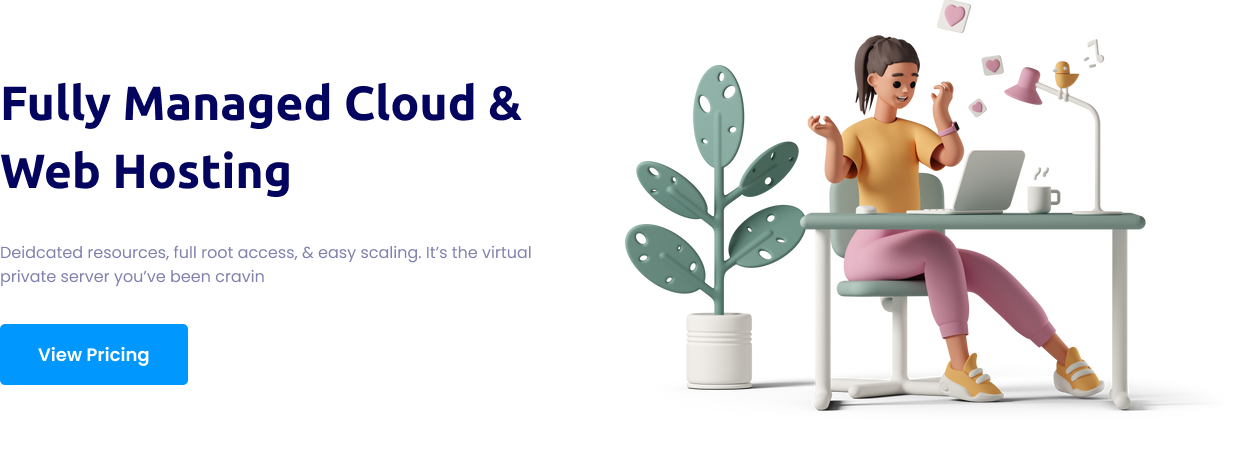 Fully Managed Cloud &
Web Hosting
Deidcated resources, full root access, & easy scaling. It’s the virtual
private server you’ve been cravin
View Pricing